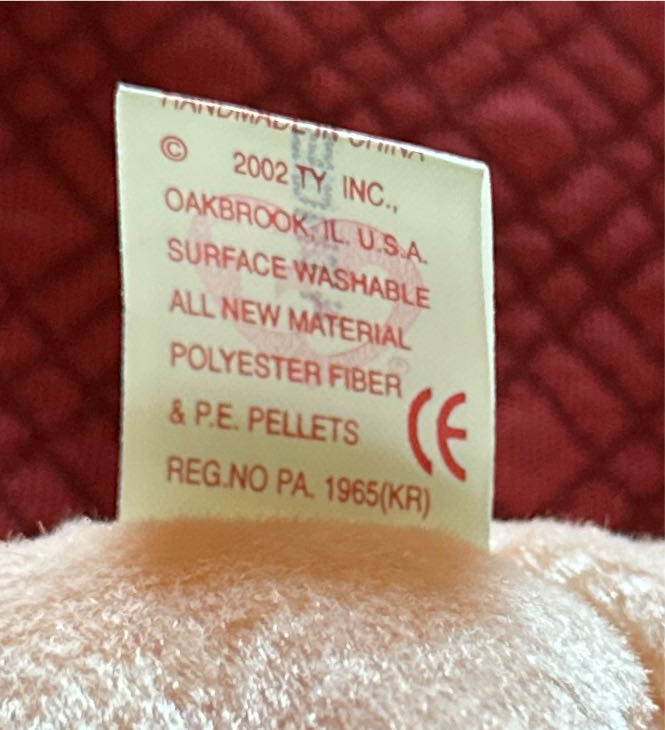 HANDMADE IN CHINA
© 2002 TY INC.,
OAKBROOK, IL. U.S.A.
SURFACE WASHABLE
ALL NEW MATERIAL
POLYESTER FIBER
& P.E. PELLETS
CE
REG.NO PA. 1965(KR)